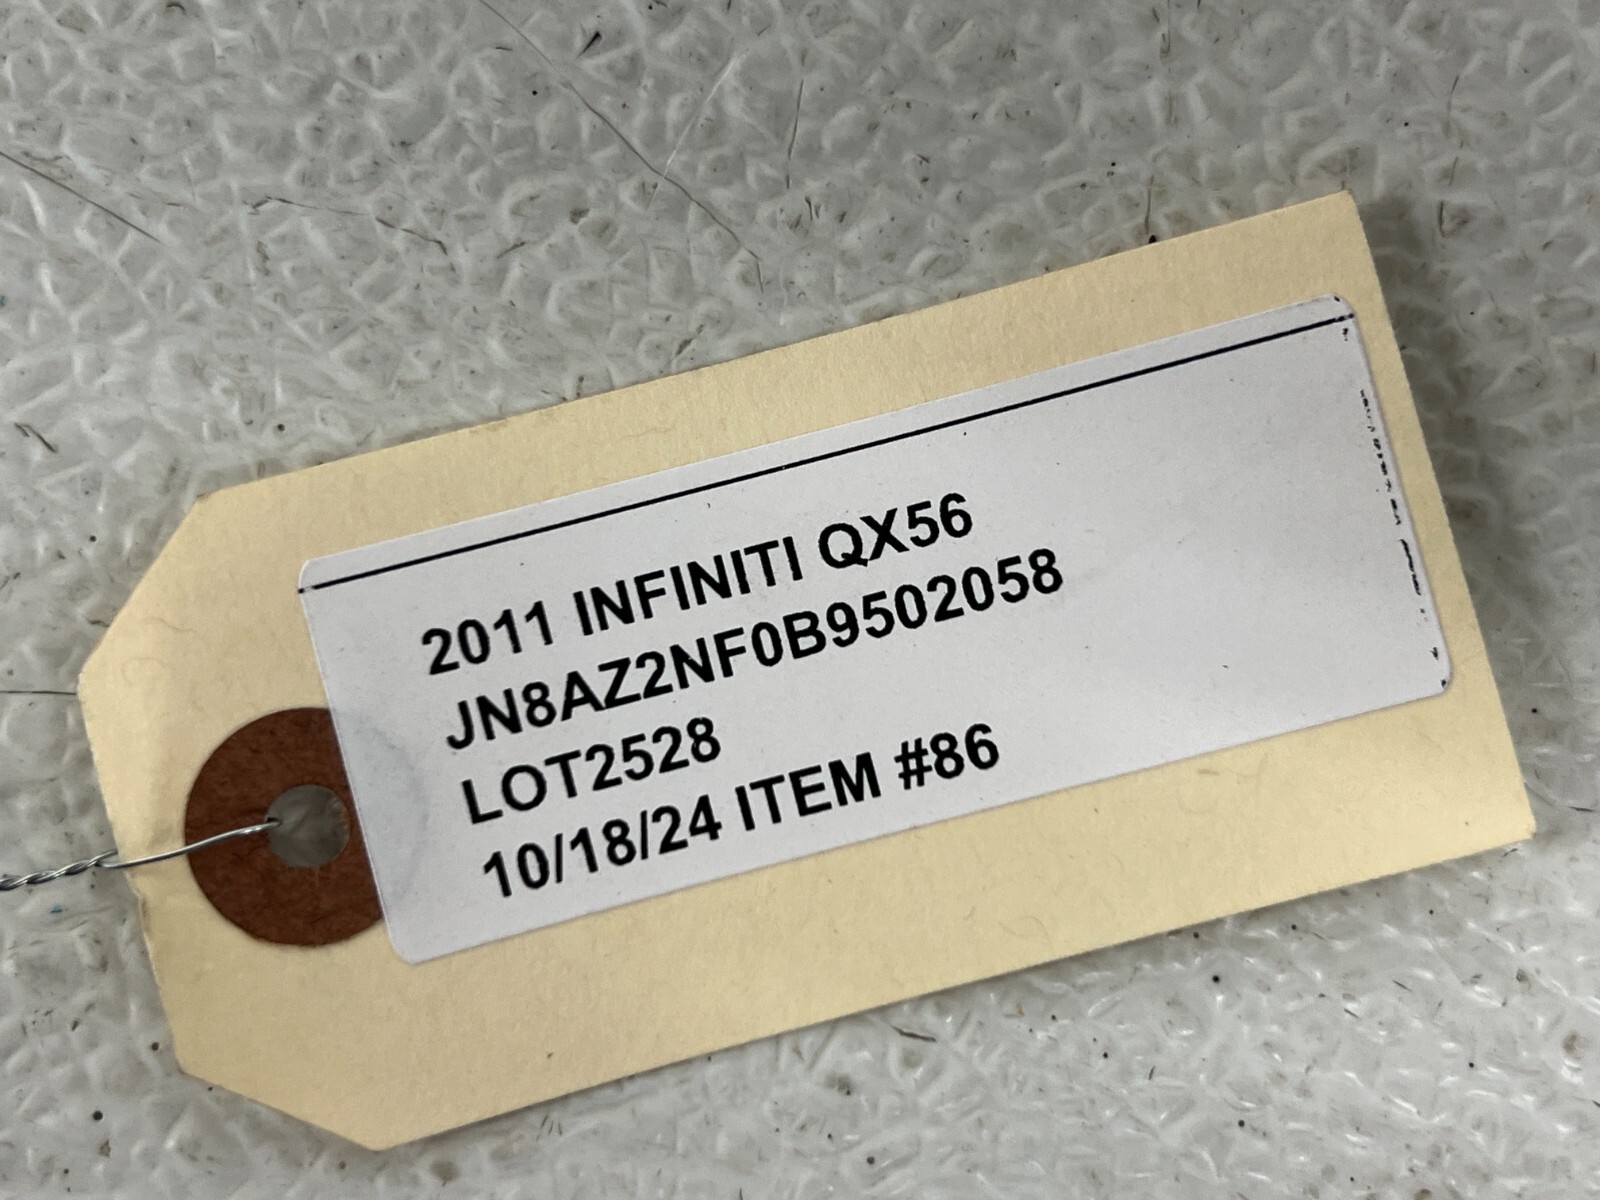 2011 INFINITI QX56
JN8AZ2NF0B9502058
LOT2528
10/18/24 ITEM #86